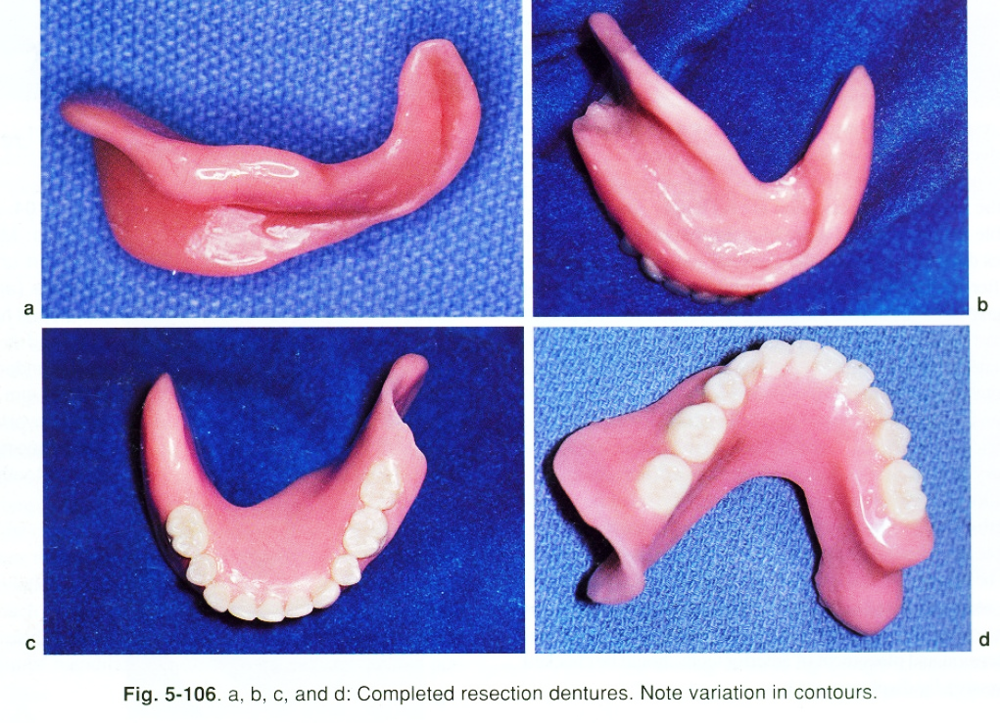 a
b
c
d
Fig. 5-106. a, b, c, and d: Completed resection dentures. Note variation in contours.